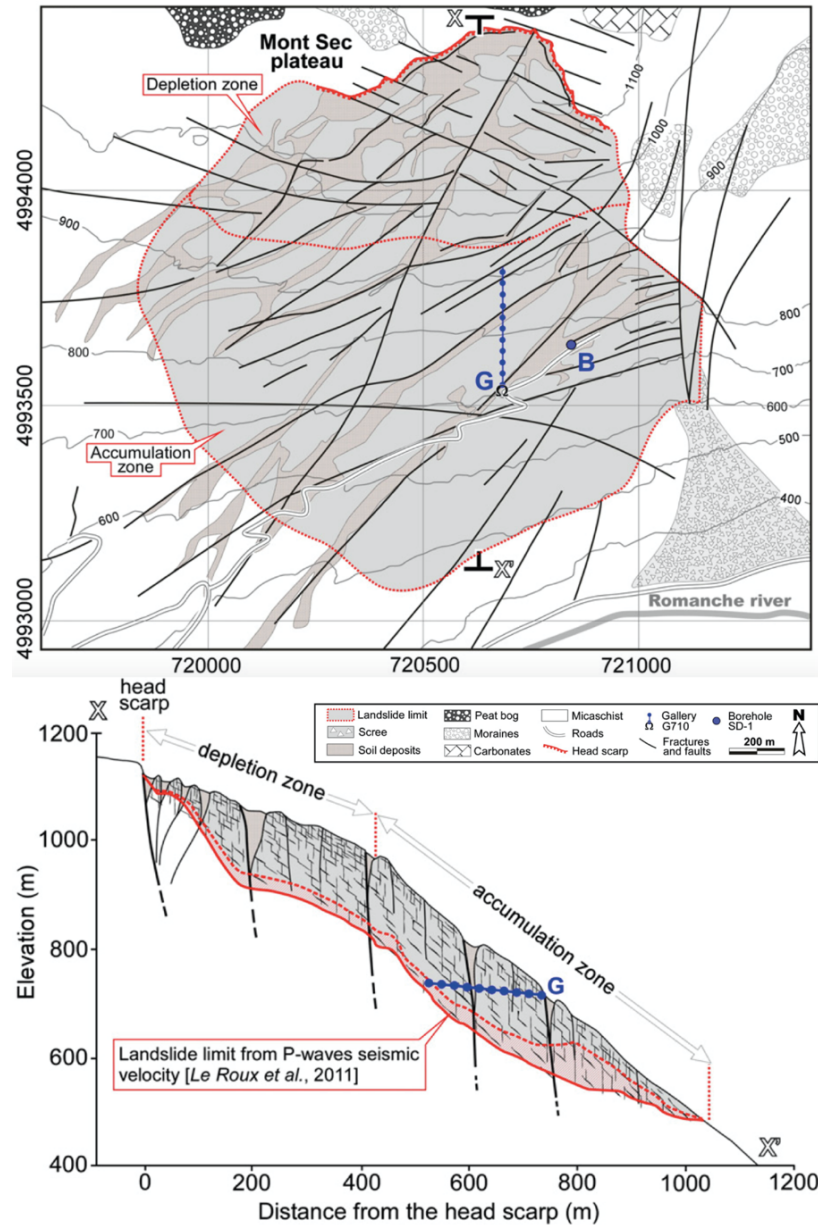 X
Mont Sec
plateau
Depletion zone
1100
1000
900
4994000
900
800
800
B
G
700
600
4993500
700
500
Accumulation
zone
400
600
X'
Romanche river
4993000
720000
720500
721000
head
scarp
X
1200
depletion zone
Landslide limit
Scree
Soil deposits
Peat bog
Moraines
Carbonates
Micaschist
Roads
Head scarp
Gallery
G710
Fractures
and faults
Borehole
SD-1
N
200 m
1000
accumulation zone
Elevation (m)
800
G
Landslide limit from P-waves seismic
velocity [Le Roux et al., 2011]
600
400
X'
0
200
400
600
800
1000
1200
Distance from the head scarp (m)